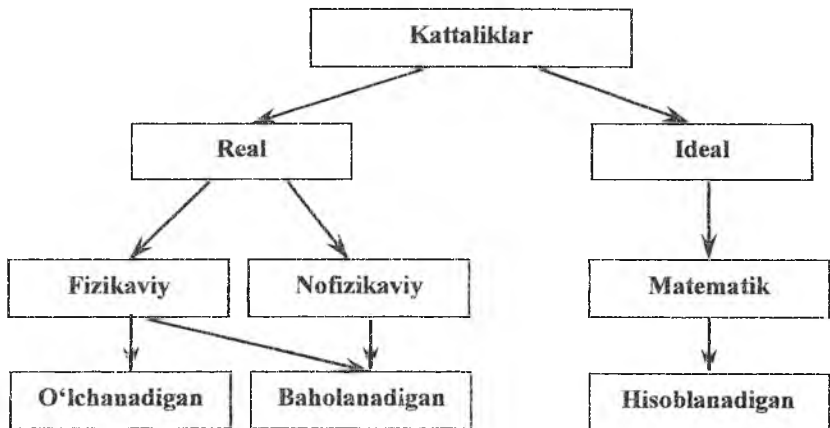 Kattaliklar
Real
Ideal
Fizikaviy
Nofizikaviy
Matematik
O‘lchanadigan
Baholanadigan
Hisoblanadigan